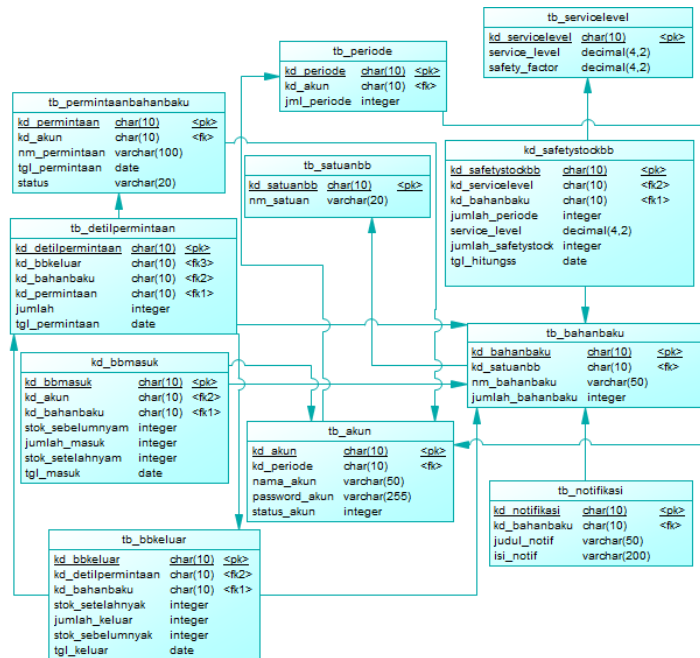 tb_servicelevel
kd_servicelevel char(10) <pk>
service_level decimal(4,2)
safety_factor decimal(4,2)
tb_periode
kd_periode char(10) <pk>
kd_akun char(10) <fk>
jml_periode integer
tb_permintaanbahanbaku
kd_permintaan char(10) <pk>
kd_akun char(10) <fk>
nm_permintaan varchar(100)
tgl_permintaan date
status varchar(20)
tb_satuanbb
kd_satuanbb char(10) <pk>
nm_satuan varchar(20)
kd_safetystockbb
kd_safetystockbb char(10) <pk>
kd_servicelevel char(10) <fk2>
kd_bahanbaku char(10) <fk1>
jumlah_periode integer
service_level decimal(4,2)
jumlah_safetystock integer
tgl_hitungss date
tb_detilpermintaan
kd_detilpermintaan char(10) <pk>
kd_bbkeluar char(10) <fk3>
kd_bahanbaku char(10) <fk2>
kd_permintaan char(10) <fk1>
jumlah integer
tgl_permintaan date
tb_bahanbaku
kd_bahanbaku char(10) <pk>
kd_satuanbb char(10) <fk>
nm_bahanbaku varchar(50)
jumlah_bahanbaku integer
kd_bbmasuk
kd_bbmasuk char(10) <pk>
kd_akun char(10) <fk2>
kd_bahanbaku char(10) <fk1>
stok_sebelumnyam integer
jumlah_masuk integer
stok_setelahnyam integer
tgl_masuk date
tb_akun
kd_akun char(10) <pk>
kd_periode char(10) <fk>
nama_akun varchar(50)
password_akun varchar(255)
status_akun integer
tb_notifikasi
kd_notifikasi char(10) <pk>
kd_bahanbaku char(10) <fk>
judul_notif varchar(50)
isi_notif varchar(200)
tb_bbkeluar
kd_bbkeluar char(10) <pk>
kd_detilpermintaan char(10) <fk2>
kd_bahanbaku char(10) <fk1>
stok_setelahnyak integer
jumlah_keluar integer
stok_sebelumnyak integer
tgl_keluar date